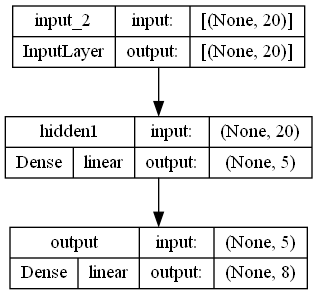 input_2 input: [(None, 20)]
InputLayer output: [(None, 20)]
hidden1 input: (None, 20)
Dense linear output: (None, 5)
output input: (None, 5)
Dense linear output: (None, 8)